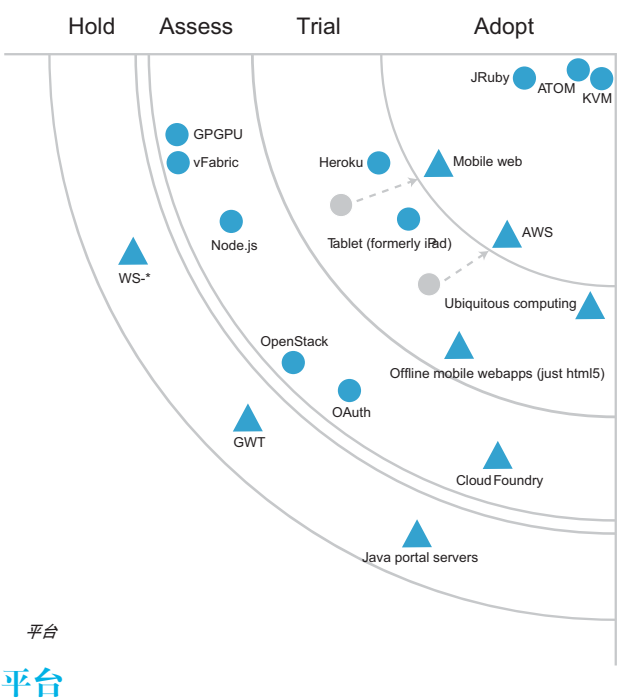 Hold Assess Trial Adopt
JRuby
ATOM
KVM
GPGPU
vFabric
Heroku
Mobile web
Node.js
Tablet (formerly iPad)
AWS
WS-*
Ubiquitous computing
OpenStack
Offline mobile webapps (just html5)
OAuth
GWT
Cloud Foundry
Java portal servers
平台
平台